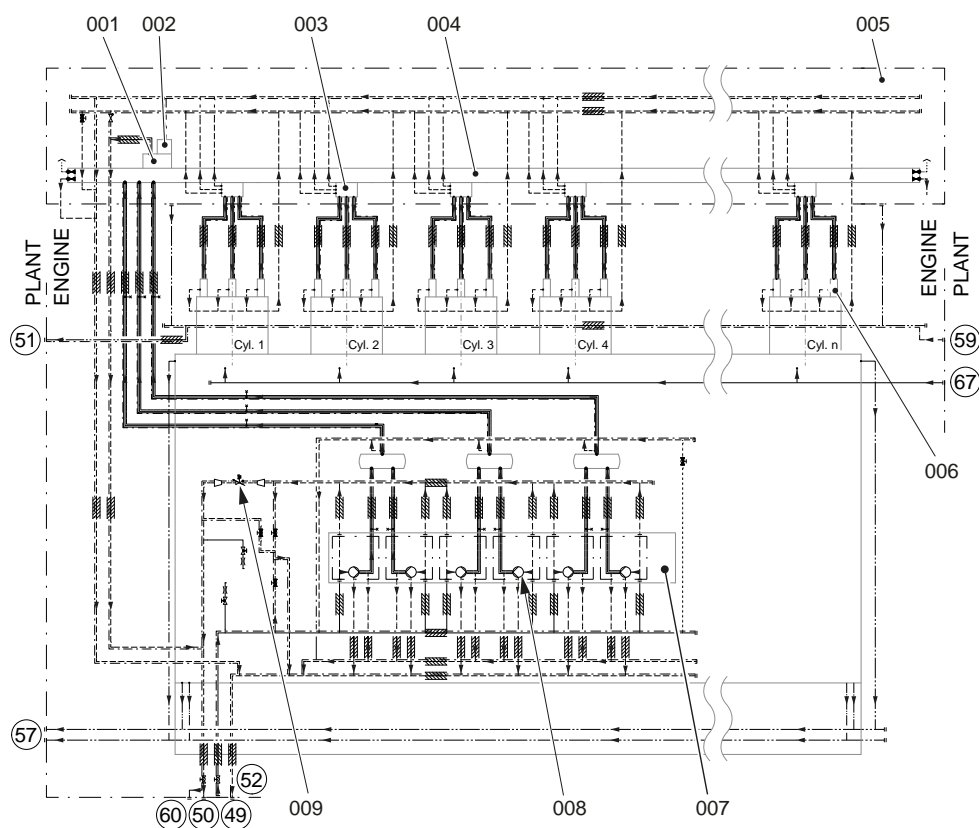 001
002
003
004
005
PLANT
ENGINE
ENGINE
PLANT
51
Cyl. 1
Cyl. 2
Cyl. 3
Cyl. 4
Cyl. n
59
67
006
57
52
60
50
49
009
008
007